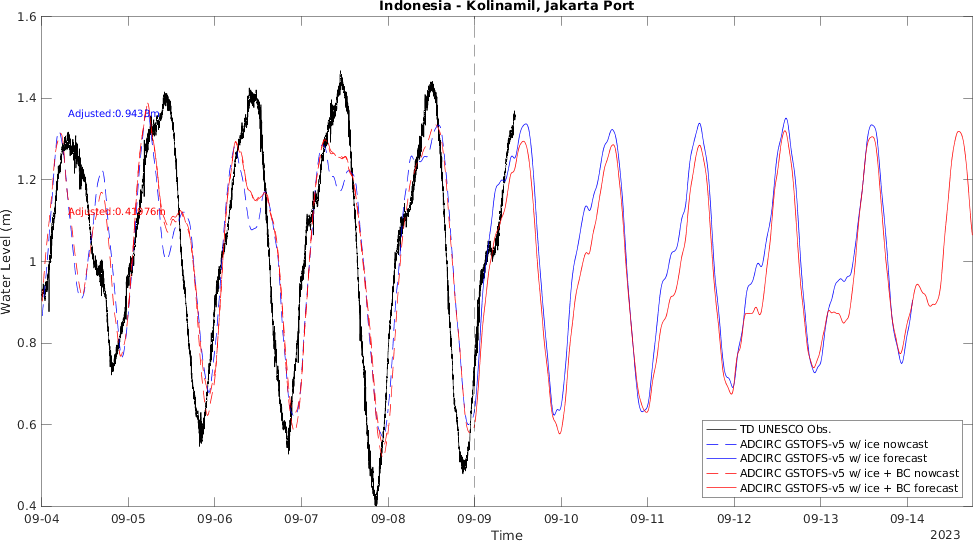 Indonesia - Kolinamil, Jakarta Port
1.6
1.4
1.2
1
0.8
0.6
0.4
Water Level (m)
Adjusted:0.9433m
Adjusted:0.41976m
TD UNESCO Obs.
ADCIRC GSTOFS-v5 w/ ice nowcast
ADCIRC GSTOFS-v5 w/ ice forecast
ADCIRC GSTOFS-v5 w/ ice + BC nowcast
ADCIRC GSTOFS-v5 w/ ice + BC forecast
09-04 09-05 09-06 09-07 09-08 09-09 09-10 09-11 09-12 09-13 09-14
Time
2023